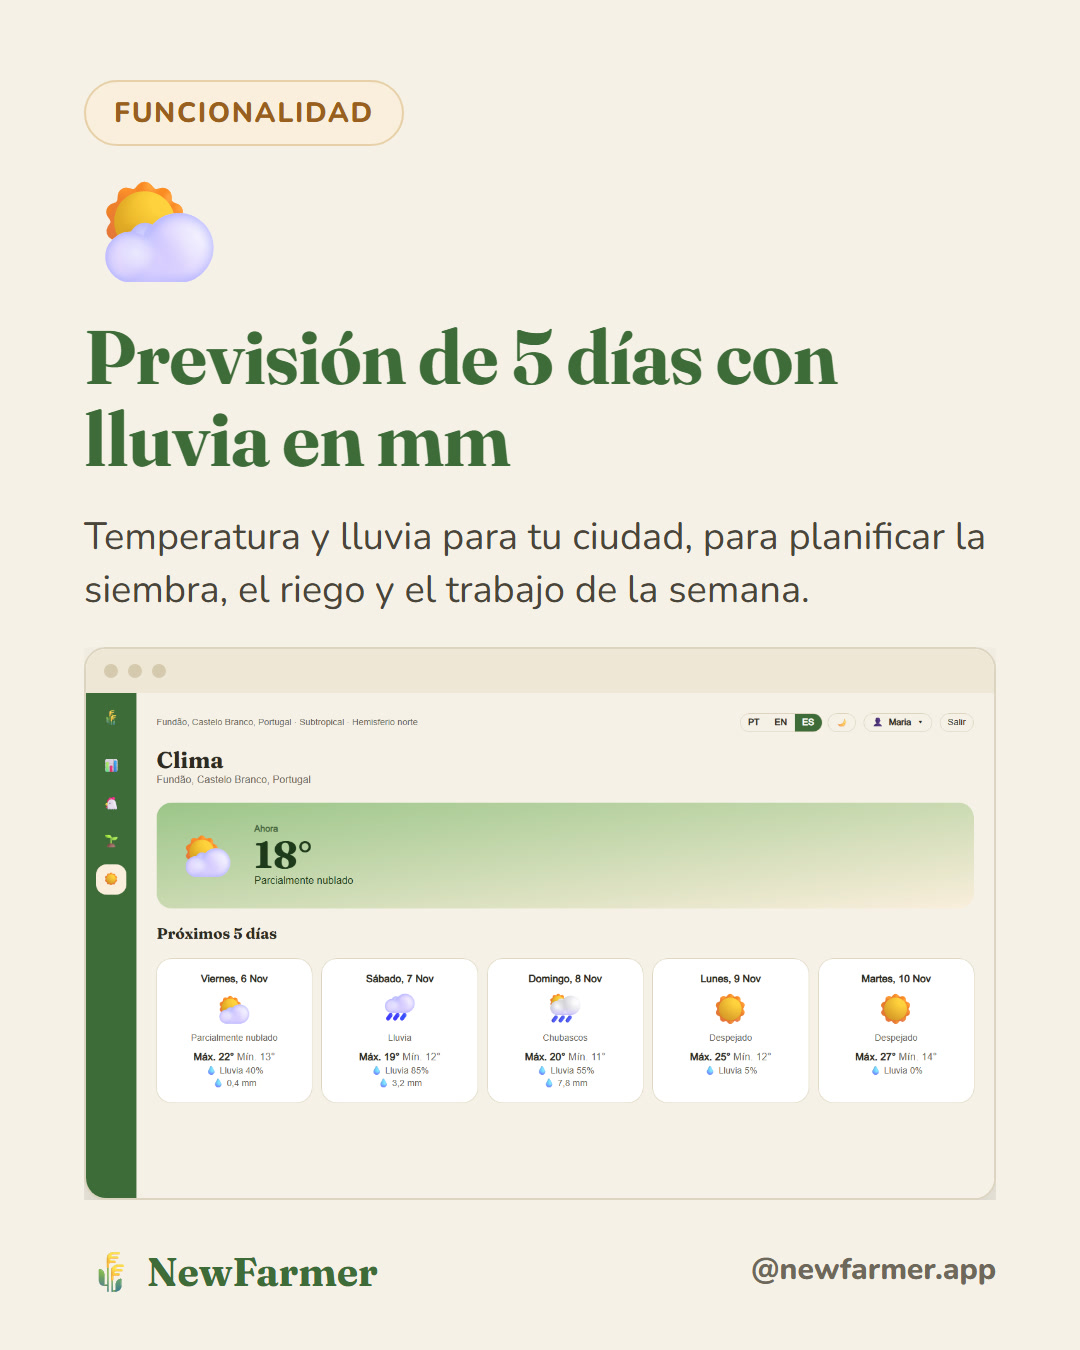 FUNCIONALIDAD
Previsión de 5 días con
lluvia en mm
Temperatura y lluvia para tu ciudad, para planificar la
siembra, el riego y el trabajo de la semana.
Fundão, Castelo Branco, Portugal · Subtropical · Hemisferio norte
PT EN ES Maria Salir
Clima
Fundão, Castelo Branco, Portugal
Ahora
18°
Parcialmente nublado
Próximos 5 días
Viernes, 6 Nov
Parcialmente nublado
Máx. 22° Mín. 13°
Lluvia 40%
0,4 mm
Sábado, 7 Nov
Lluvia
Máx. 19° Mín. 12°
Lluvia 85%
3,2 mm
Domingo, 8 Nov
Chubascos
Máx. 20° Mín. 11°
Lluvia 55%
7,8 mm
Lunes, 9 Nov
Despejado
Máx. 25° Mín. 12°
Lluvia 5%
Martes, 10 Nov
Despejado
Máx. 27° Mín. 14°
Lluvia 0%
NewFarmer
@newfarmer.app